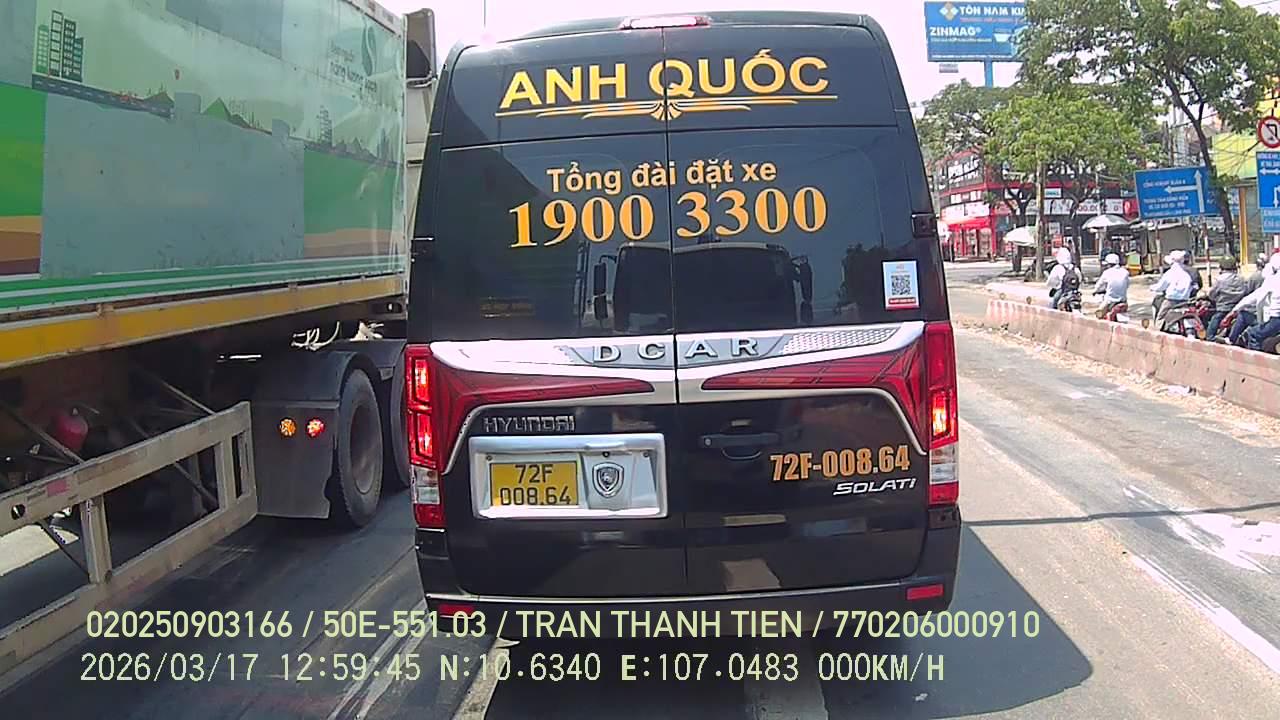 TÔN NAM KIM
ZINMAG®
ANH QUỐC
Tổng đài đặt xe
1900 3300
DCAR
HYUNDAI
72F
008.64
72F-008.64
SOLATI
020250903166 / 50E-551.03 / TRAN THANH TIEN / 770206000910
2026/03/17 12:59:45 N:10.6340 E:107.0483 000KM/H